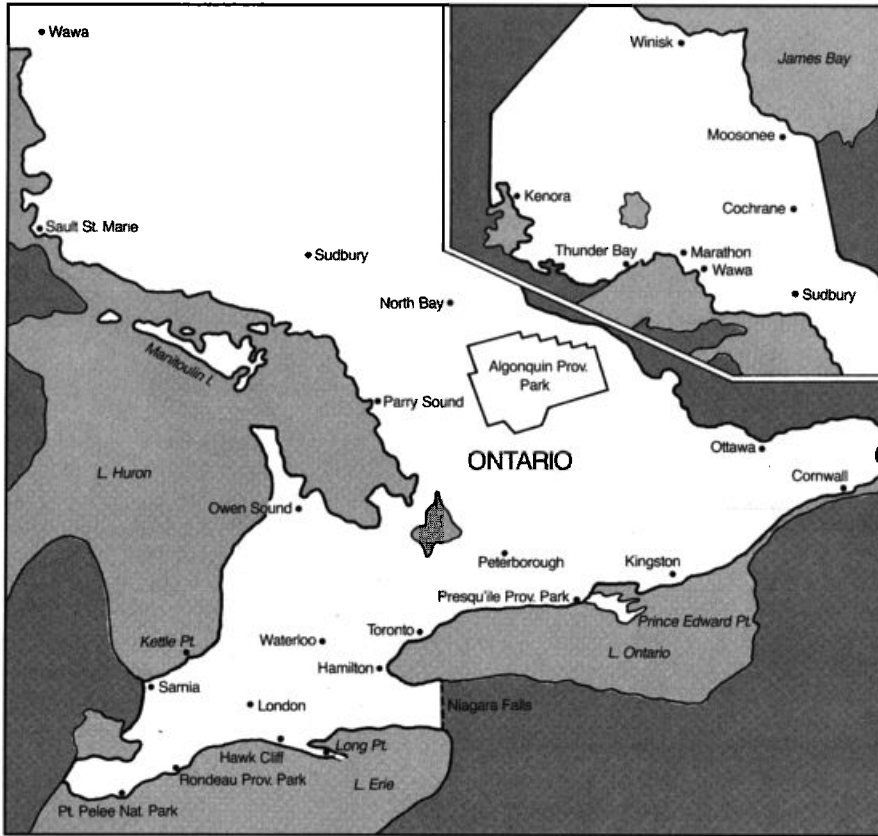 Wawa
Winisk
James Bay
Moosonee
Kenora
Cochrane
Sault St. Marie
Thunder Bay
Marathon
Wawa
Sudbury
Sudbury
North Bay
Manitoulin I.
Algonquin Prov.
Park
Parry Sound
Ottawa
ONTARIO
L. Huron
Cornwall
Owen Sound
Peterborough
Kingston
Presqu'ile Prov. Park
Prince Edward Pt.
Toronto
Kettle Pt.
Waterloo
L. Ontario
Hamilton
Sarnia
London
Niagara Falls
Long Pt.
Hawk Cliff
Rondeau Prov. Park
L. Erie
Pt. Pelee Nat. Park